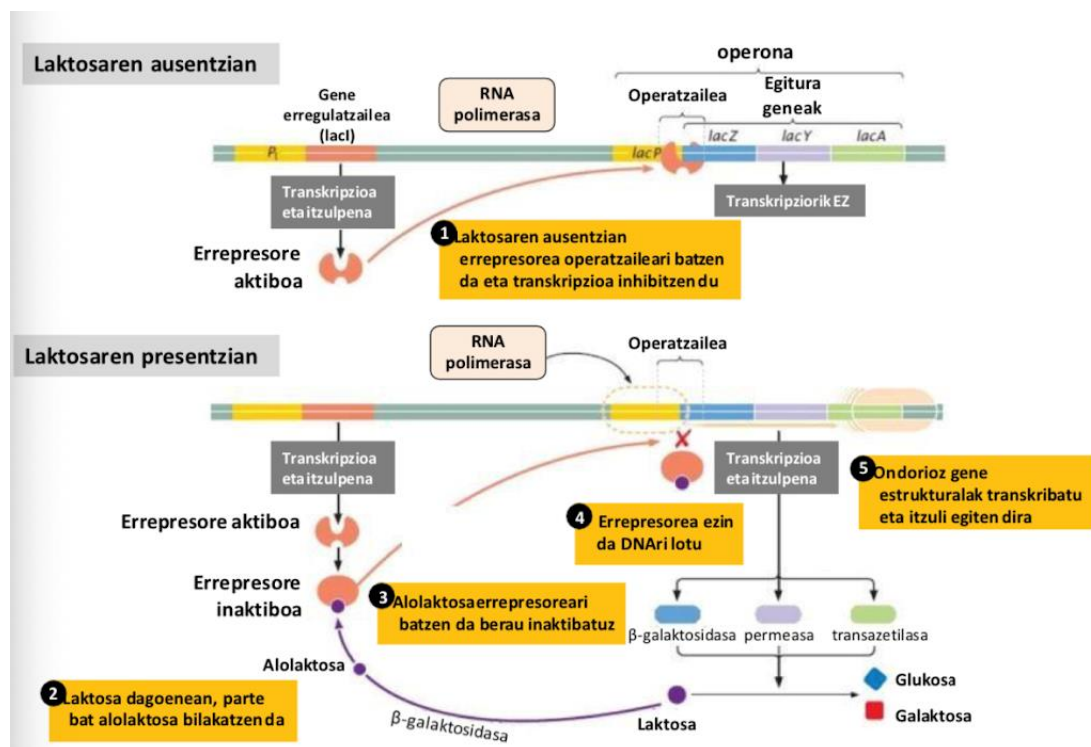 Laktosaren ausentzian
operona
Gene
erregulatzailea
(lacI)
RNA
polimerasa
Operatzailea
Egitura
geneak
PI
lacP
lacZ
lacY
lacA
Transkripzioa
eta itzulpena
Transkripziorik EZ
Errepresore
aktiboa
1 Laktosaren ausentzian
errepresorea operatzaileari batzen
da eta transkripzioa inhibitzen du
Laktosaren presentzian
RNA
polimerasa
Operatzailea
Transkripzioa
eta itzulpena
Transkripzioa
eta itzulpena
5 Ondorioz gene
estrukturalak transkribatu
eta itzuli egiten dira
Errepresore aktiboa
4 Errepresorea ezin
da DNAri lotu
Errepresore
inaktiboa
3 Alolaktosa errepresoreari
batzen da berau inaktibatuz
β-galaktosidasa
permeasa
transazetilasa
Alolaktosa
2 Laktosa dagoenean, parte
bat alolaktosa bilakatzen da
β-galaktosidasa
Laktosa
Glukosa
Galaktosa